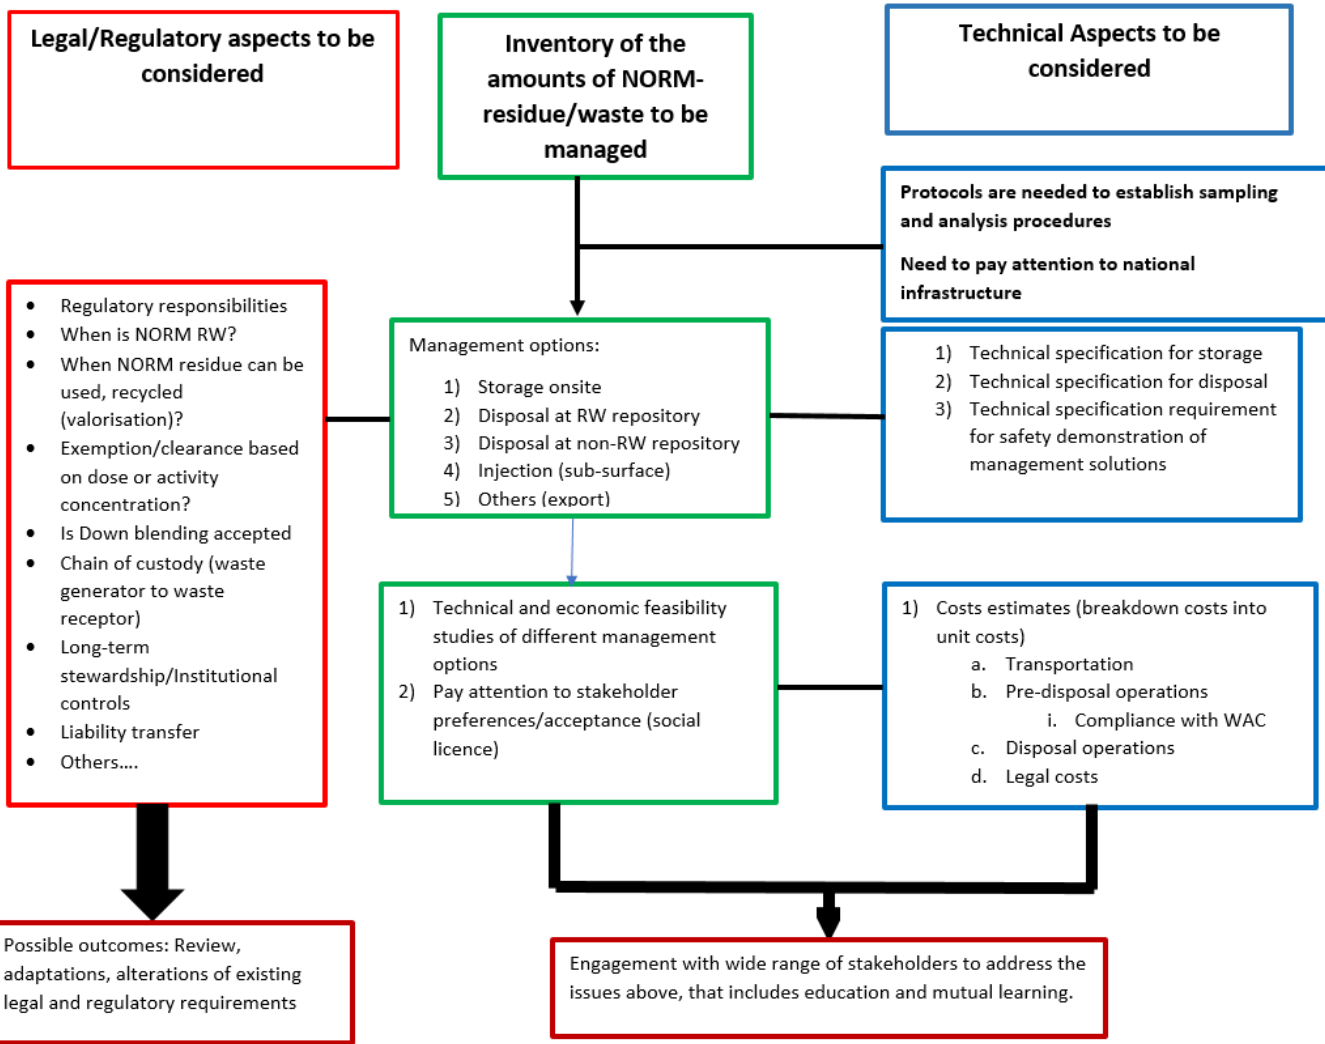 Legal/Regulatory aspects to be
considered
Inventory of the
amounts of NORM-
residue/waste to be
managed
Technical Aspects to be
considered
Protocols are needed to establish sampling
and analysis procedures
Need to pay attention to national
infrastructure
• Regulatory responsibilities
• When is NORM RW?
• When NORM residue can be
used, recycled
(valorisation)?
• Exemption/clearance based
on dose or activity
concentration?
• Is Down blending accepted
• Chain of custody (waste
generator to waste
receptor)
• Long-term
stewardship/Institutional
controls
• Liability transfer
• Others....
Management options:
1) Storage onsite
2) Disposal at RW repository
3) Disposal at non-RW repository
4) Injection (sub-surface)
5) Others (export)
1) Technical specification for storage
2) Technical specification for disposal
3) Technical specification requirement
for safety demonstration of
management solutions
1) Technical and economic feasibility
studies of different management
options
2) Pay attention to stakeholder
preferences/acceptance (social
licence)
1) Costs estimates (breakdown costs into
unit costs)
a. Transportation
b. Pre-disposal operations
i. Compliance with WAC
c. Disposal operations
d. Legal costs
Possible outcomes: Review,
adaptations, alterations of existing
legal and regulatory requirements
Engagement with wide range of stakeholders to address the
issues above, that includes education and mutual learning.